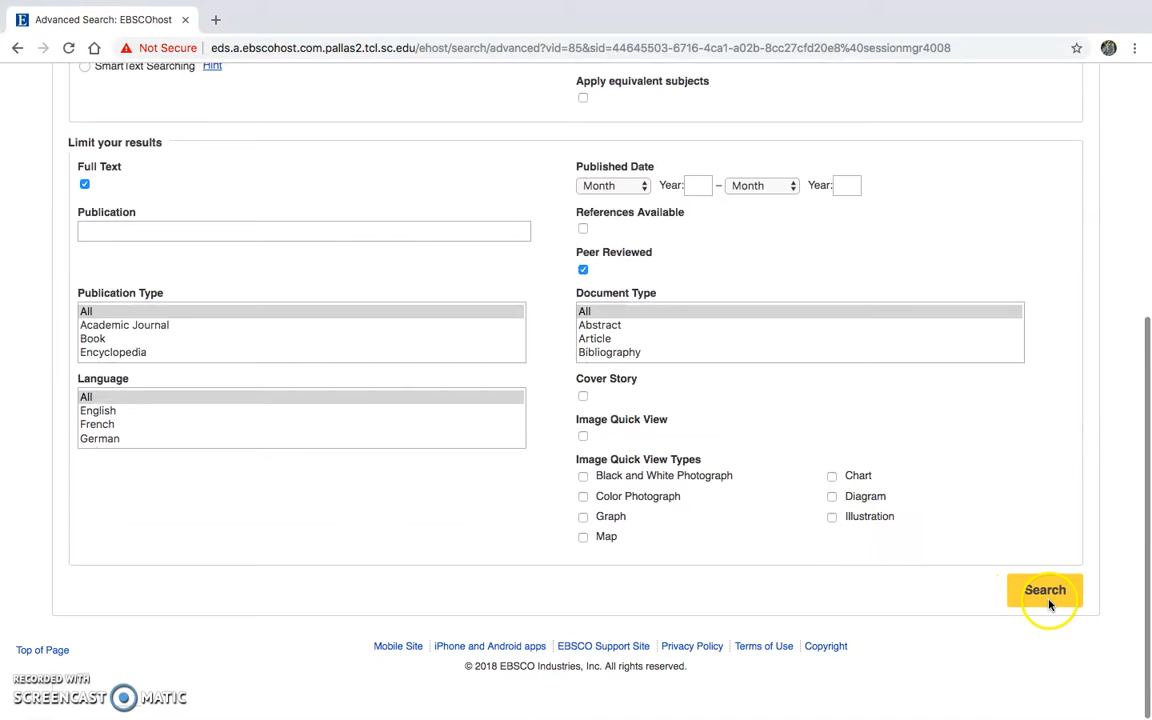 Advanced Search: EBSCOhost
Not Secure eds.a.ebscohost.com.pallas2.tcl.sc.edu/ehost/search/advanced?vid=85&sid=44645503-6716-4ca1-a02b-8cc27cfd20e8%40sessionmgr4008
SmartText Searching Hint
Apply equivalent subjects
Limit your results
Full Text
Published Date
Month Year: – Month Year:
Publication
References Available
Peer Reviewed
Publication Type
All
Academic Journal
Book
Encyclopedia
Document Type
All
Abstract
Article
Bibliography
Language
All
English
French
German
Cover Story
Image Quick View
Image Quick View Types
Black and White Photograph Chart
Color Photograph Diagram
Graph Illustration
Map
Search
Top of Page
Mobile Site iPhone and Android apps EBSCO Support Site Privacy Policy Terms of Use Copyright
© 2018 EBSCO Industries, Inc. All rights reserved.
RECORDED WITH
SCREENCAST MATIC